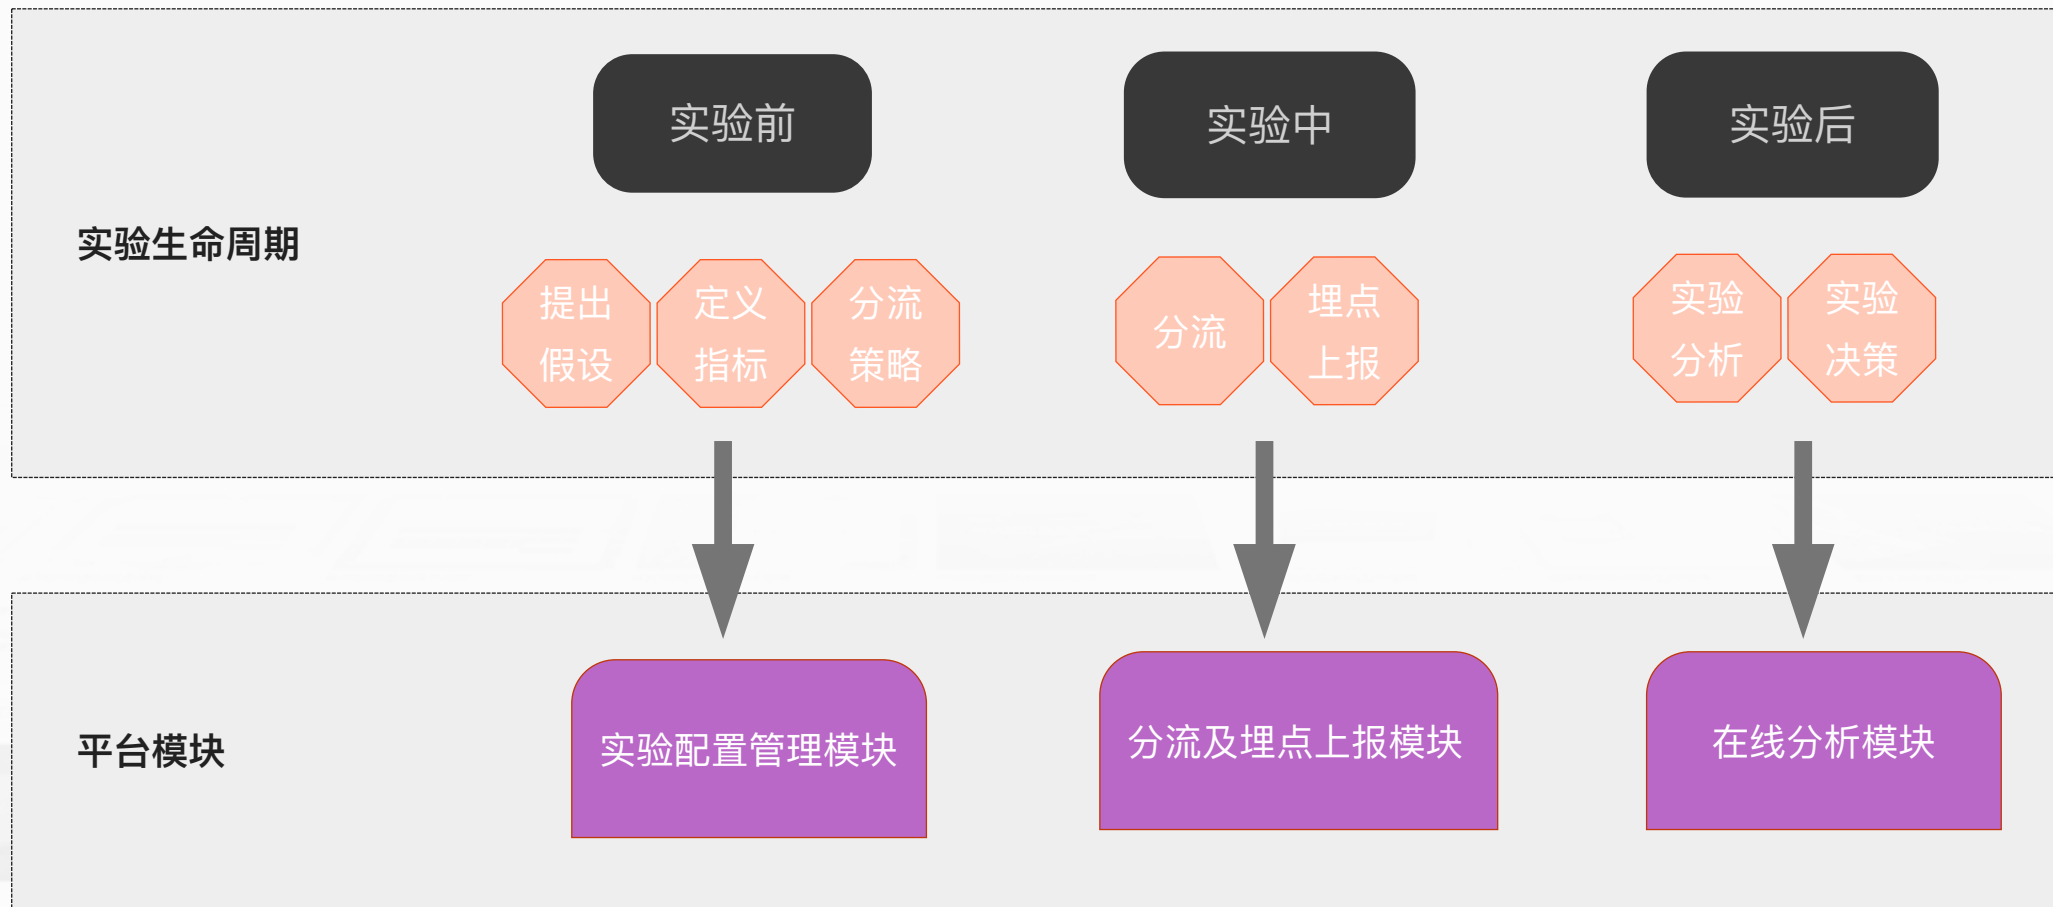 实验前
实验中
实验后
实验生命周期
提出
假设
定义
指标
分流
策略
分流
埋点
上报
实验
分析
实验
决策
平台模块
实验配置管理模块
分流及埋点上报模块
在线分析模块